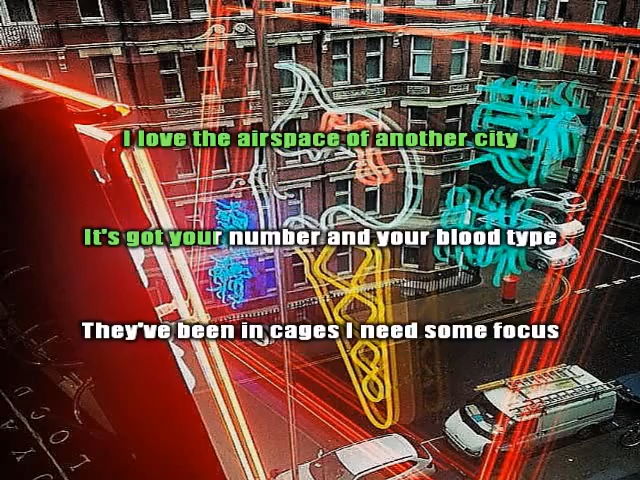 I love the airspace of another city
It's got your number and your blood type
They've been in cages I need some focus